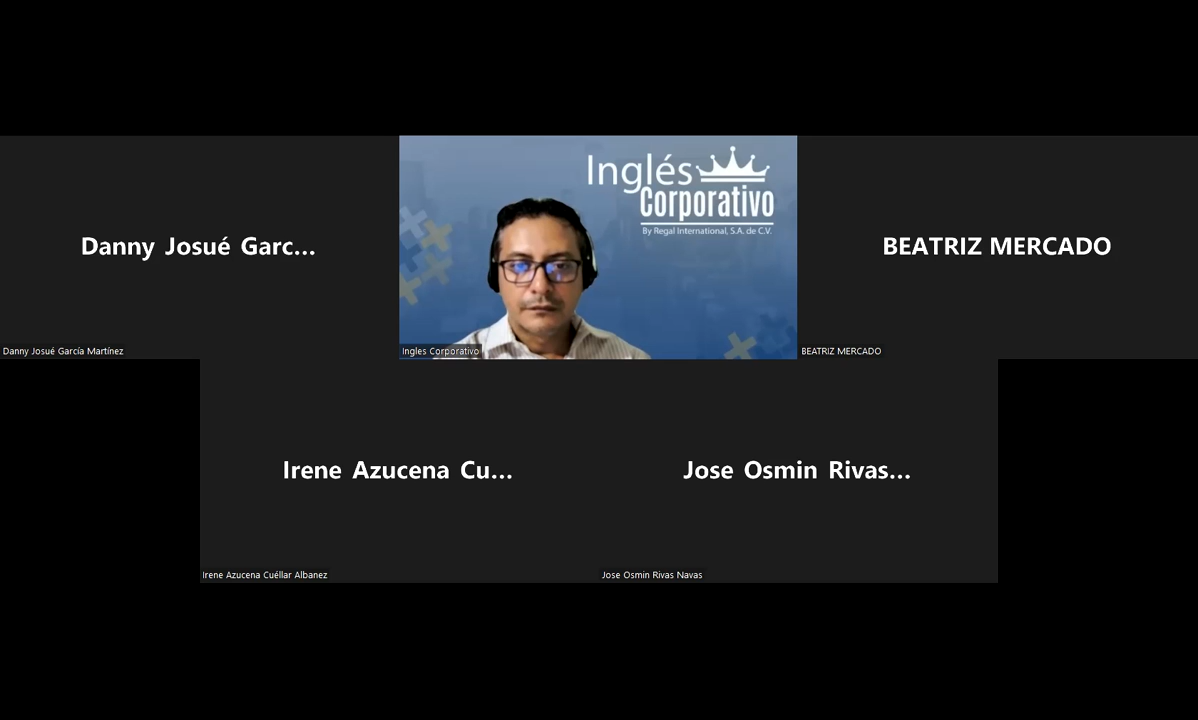 Danny Josué Garc...
Inglés
Corporativo
By Regal International, S.A. de C.V.
BEATRIZ MERCADO
Danny Josué García Martínez
Ingles Corporativo
BEATRIZ MERCADO
Irene Azucena Cu...
Jose Osmin Rivas...
Irene Azucena Cuéllar Albanez
Jose Osmin Rivas Navas